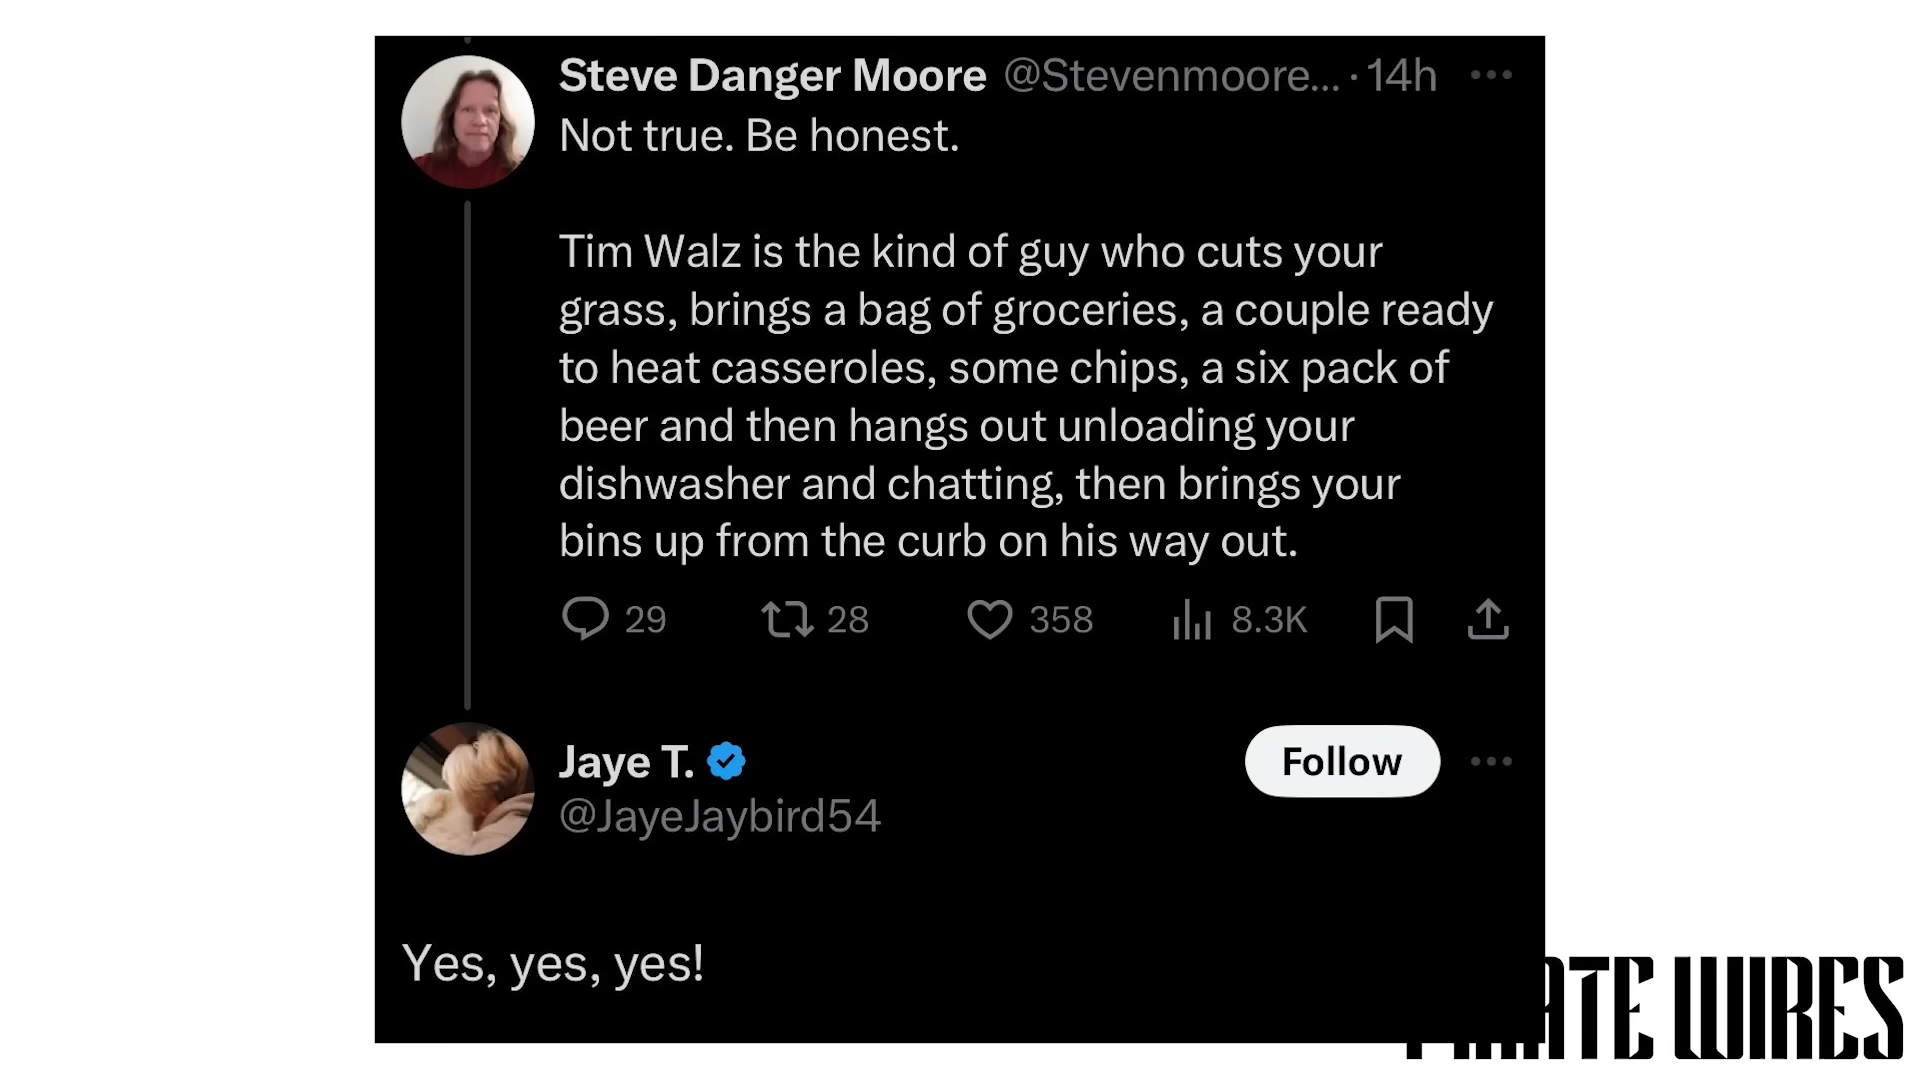 Steve Danger Moore @Stevenmoore... · 14h
Not true. Be honest.
Tim Walz is the kind of guy who cuts your
grass, brings a bag of groceries, a couple ready
to heat casseroles, some chips, a six pack of
beer and then hangs out unloading your
dishwasher and chatting, then brings your
bins up from the curb on his way out.
29 28 358 8.3K
Jaye T. Follow
@JayeJaybird54
Yes, yes, yes!
WIRES